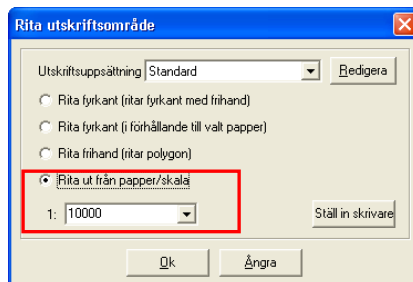 Rita utskriftsområde
Utskriftsuppsättning Standard Redigera
Rita fyrkant (ritar fyrkant med frihand)
Rita fyrkant (i förhållande till valt papper)
Rita frihand (ritar polygon)
Rita ut från papper/skala
1: 10000 Ställ in skrivare
Ok Ångra